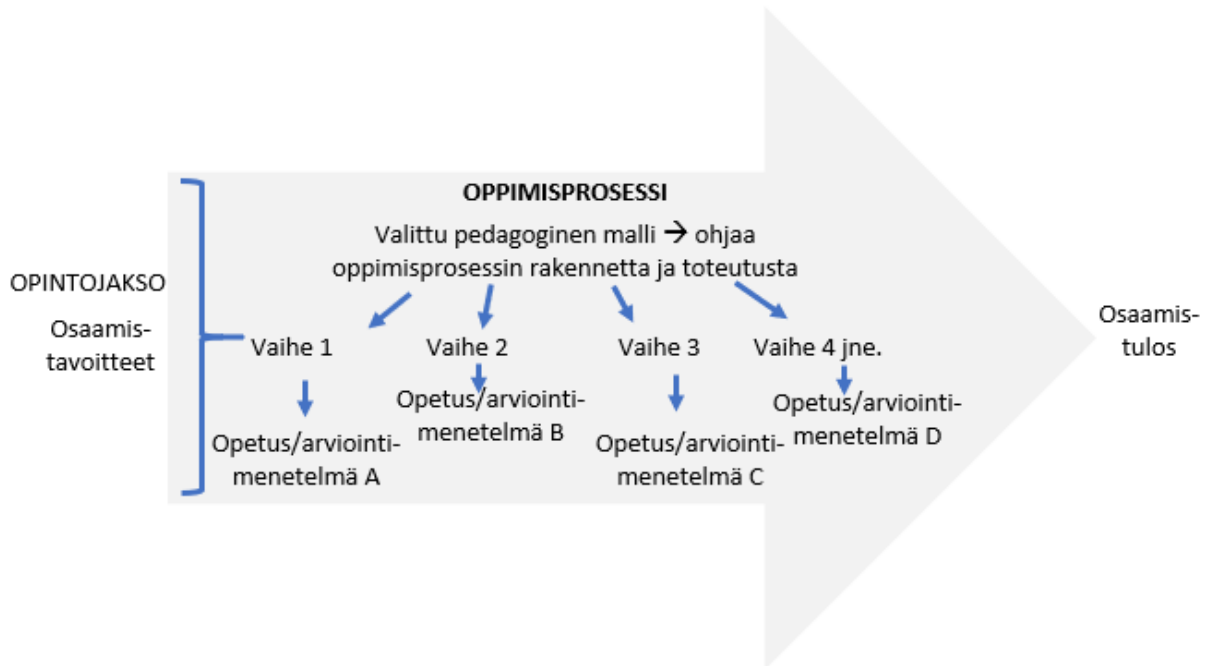 OPPIMISPROSESSI
Valittu pedagoginen malli → ohjaa
oppimisprosessin rakennetta ja toteutusta
OPINTOJAKSO
Osaamis-
tavoitteet
Vaihe 1
Vaihe 2
Vaihe 3
Vaihe 4 jne.
Opetus/arviointi-
menetelmä A
Opetus/arviointi-
menetelmä B
Opetus/arviointi-
menetelmä C
Opetus/arviointi-
menetelmä D
Osaamis-
tulos